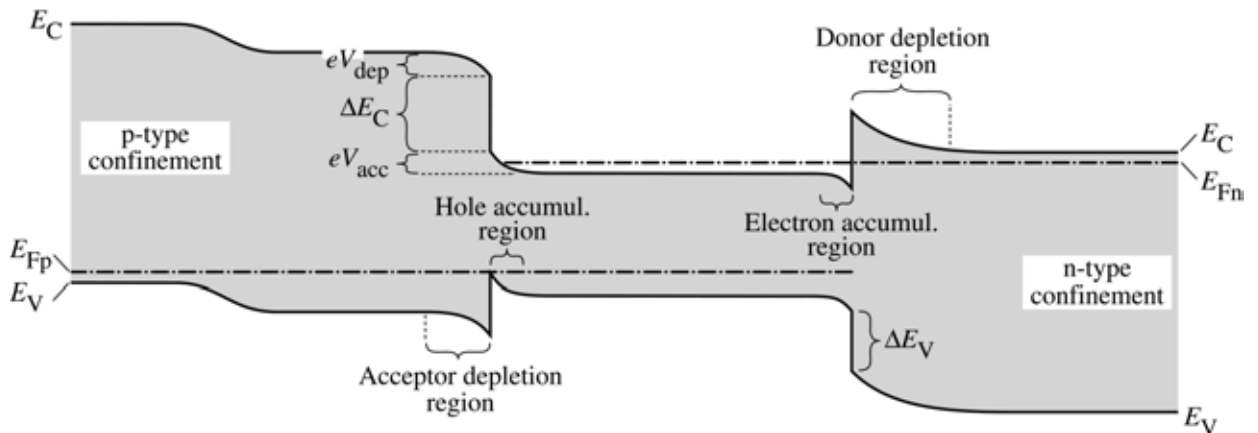 E_C
p-type
confinement
E_Fp
E_V
eV_dep
ΔE_C
eV_acc
Hole accumul.
region
Acceptor depletion
region
Donor depletion
region
Electron accumul.
region
ΔE_V
E_C
E_Fn
n-type
confinement
E_V